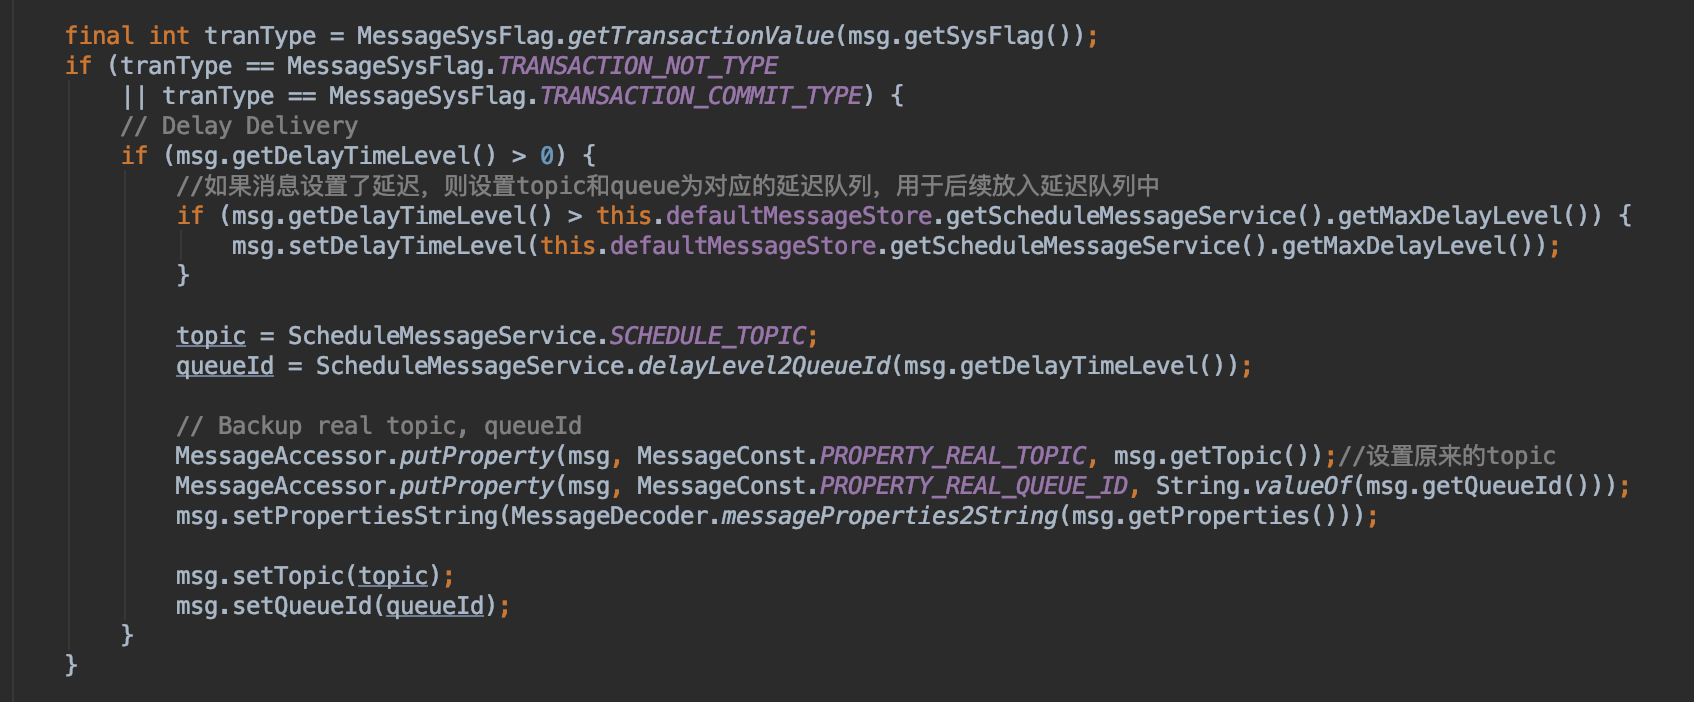 final int tranType = MessageSysFlag.getTransactionValue(msg.getSysFlag());
if (tranType == MessageSysFlag.TRANSACTION_NOT_TYPE
|| tranType == MessageSysFlag.TRANSACTION_COMMIT_TYPE) {
// Delay Delivery
if (msg.getDelayTimeLevel() > 0) {
//如果消息设置了延迟，则设置topic和queue为对应的延迟队列，用于后续放入延迟队列中
if (msg.getDelayTimeLevel() > this.defaultMessageStore.getScheduleMessageService().getMaxDelayLevel()) {
msg.setDelayTimeLevel(this.defaultMessageStore.getScheduleMessageService().getMaxDelayLevel());
}
topic = ScheduleMessageService.SCHEDULE_TOPIC;
queueId = ScheduleMessageService.delayLevel2QueueId(msg.getDelayTimeLevel());
// Backup real topic, queueId
MessageAccessor.putProperty(msg, MessageConst.PROPERTY_REAL_TOPIC, msg.getTopic());//设置原来的topic
MessageAccessor.putProperty(msg, MessageConst.PROPERTY_REAL_QUEUE_ID, String.valueOf(msg.getQueueId()));
msg.setPropertiesString(MessageDecoder.messageProperties2String(msg.getProperties()));
msg.setTopic(topic);
msg.setQueueId(queueId);
}
}